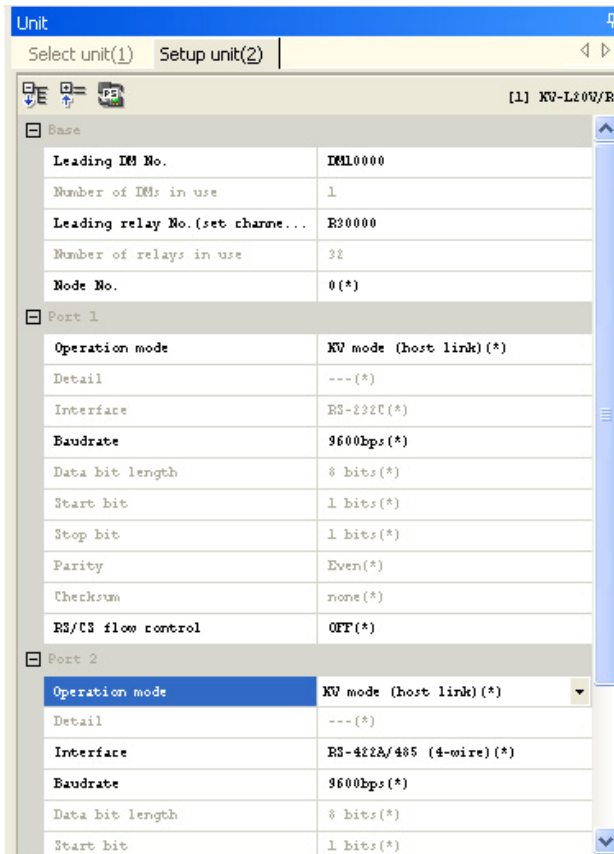 Unit
Select unit(1) Setup unit(2)
[1] KV-L20V/R
Base
Leading DM No. DM10000
Number of DMs in use 1
Leading relay No.(set channe... R30000
Number of relays in use 32
Node No. 0(*)
Port 1
Operation mode KV mode (host link)(*)
Detail ---(*)
Interface RS-232C(*)
Baudrate 9600bps(*)
Data bit length 8 bits(*)
Start bit 1 bits(*)
Stop bit 1 bits(*)
Parity Even(*)
Checksum none(*)
RS/CS flow control OFF(*)
Port 2
Operation mode KV mode (host link)(*)
Detail ---(*)
Interface RS-422A/485 (4-wire)(*)
Baudrate 9600bps(*)
Data bit length 8 bits(*)
Start bit 1 bits(*)